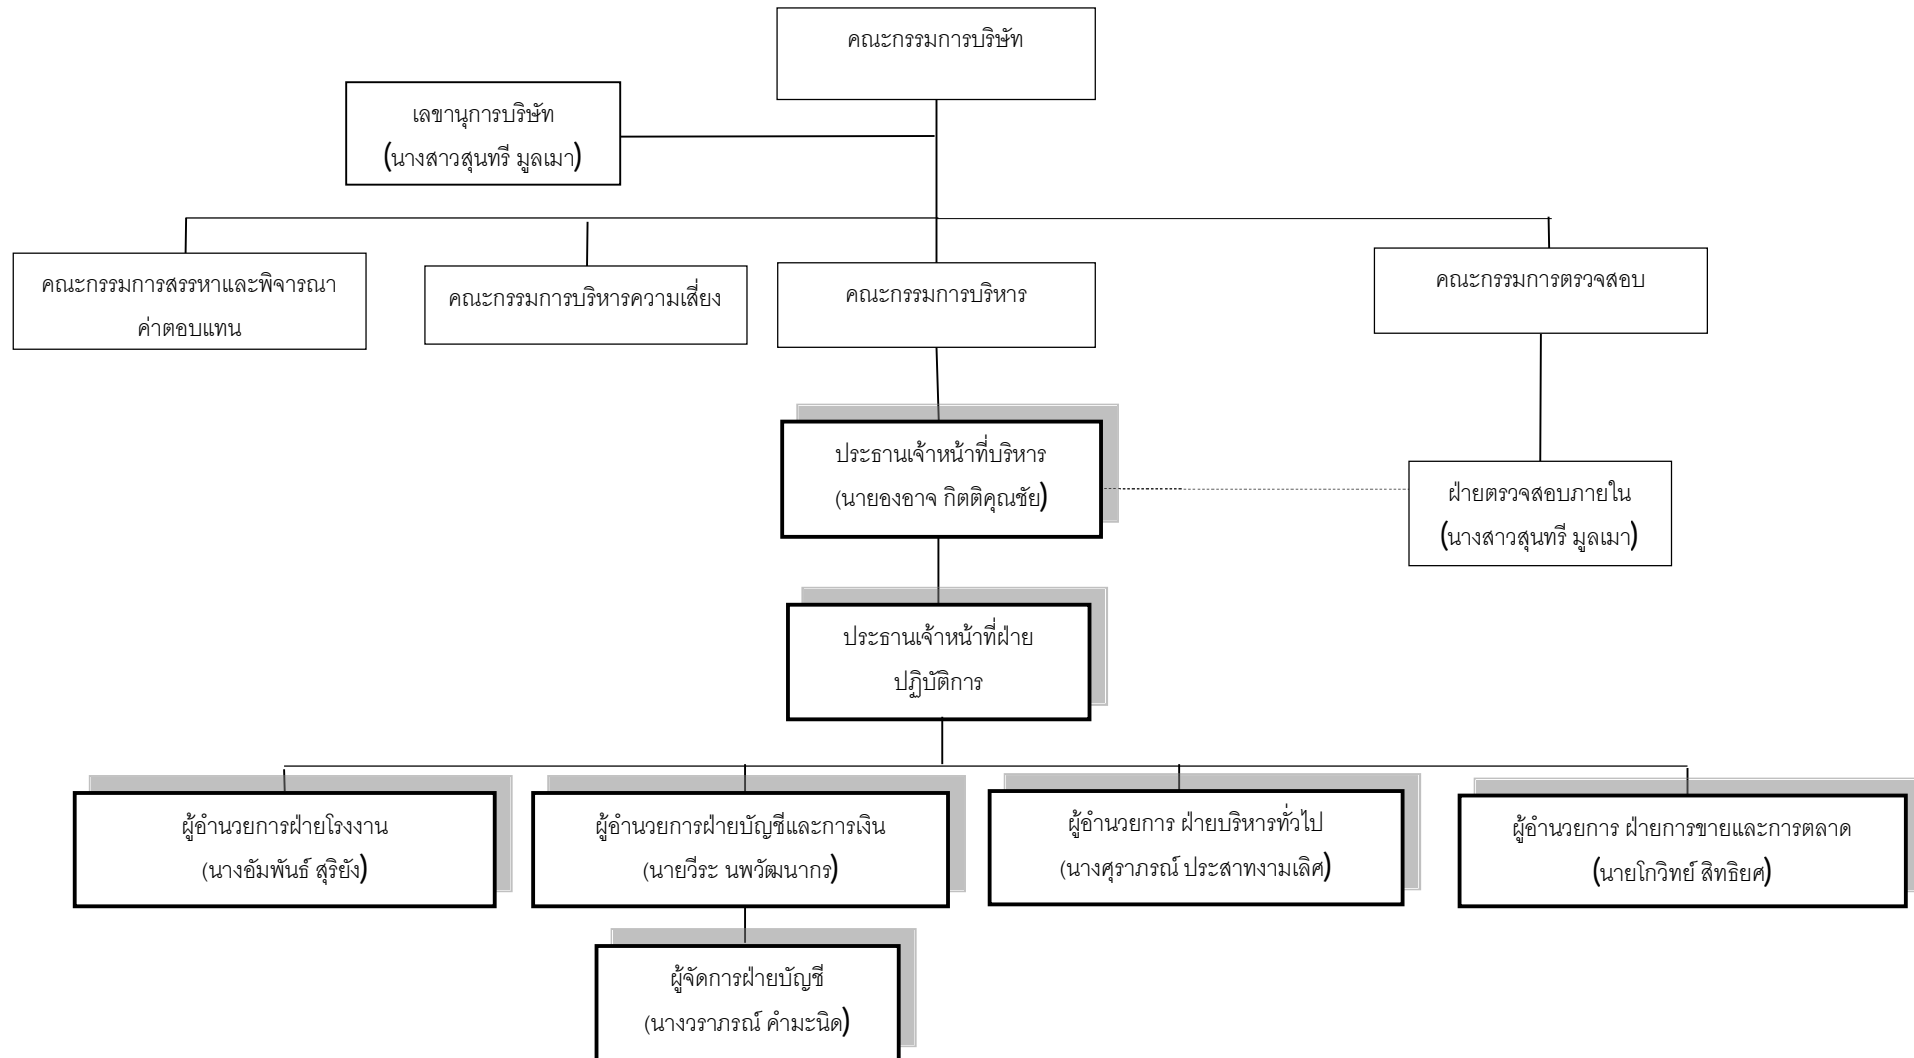 คณะกรรมการบริษัท
เลขานุการบริษัท
(นางสาวสุนทรี มูลเมา)
คณะกรรมการสรรหาและพิจารณา
ค่าตอบแทน
คณะกรรมการบริหารความเสี่ยง
คณะกรรมการบริหาร
คณะกรรมการตรวจสอบ
ประธานเจ้าหน้าที่บริหาร
(นายองอาจ กิตติคุณชัย)
ฝ่ายตรวจสอบภายใน
(นางสาวสุนทรี มูลเมา)
ประธานเจ้าหน้าที่ฝ่าย
ปฏิบัติการ
ผู้อำนวยการฝ่ายโรงงาน
(นางอัมพันธ์ สุริยัง)
ผู้อำนวยการฝ่ายบัญชีและการเงิน
(นายวีระ นพวัฒนากร)
ผู้อำนวยการ ฝ่ายบริหารทั่วไป
(นางศุราภรณ์ ประสาทงามเลิศ)
ผู้อำนวยการ ฝ่ายการขายและการตลาด
(นายโกวิทย์ สิทธิยศ)
ผู้จัดการฝ่ายบัญชี
(นางวราภรณ์ คำมะนิด)